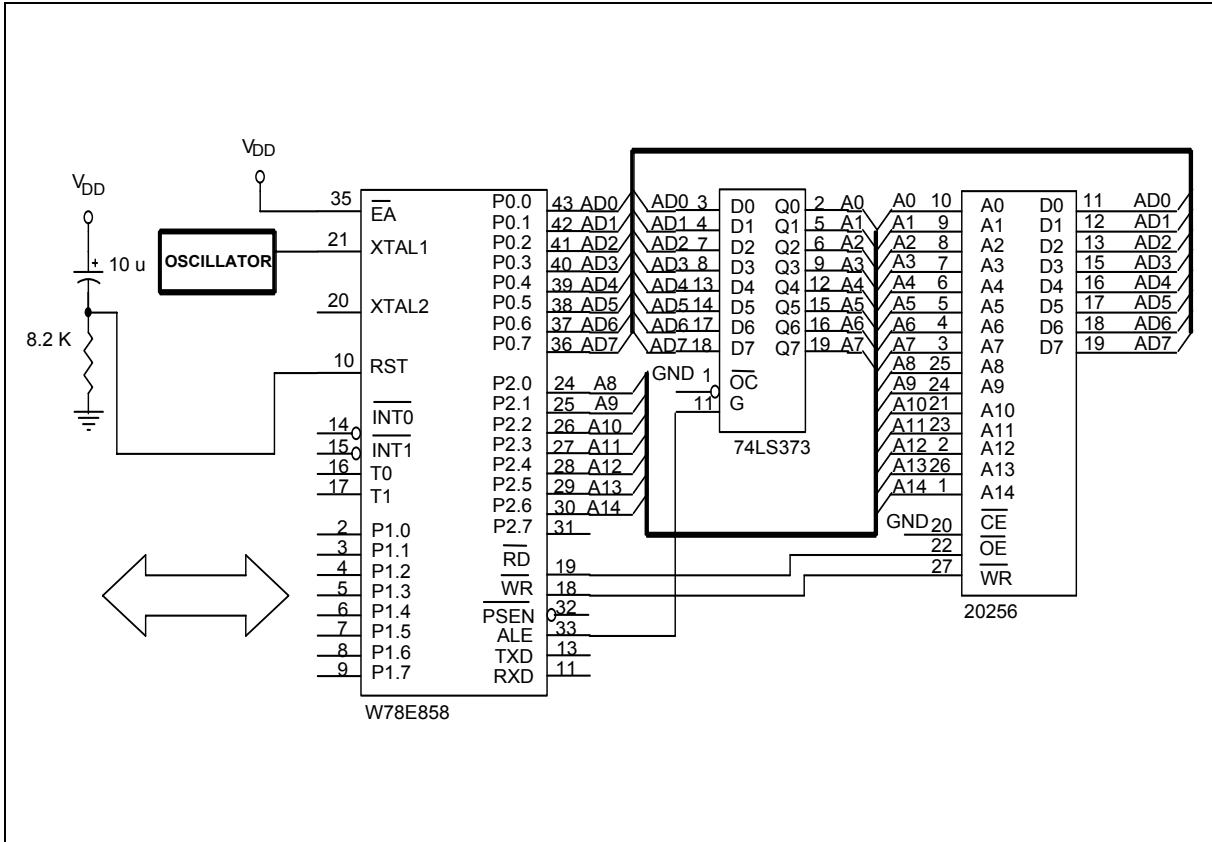 VDD
VDD
10 u
8.2 K
OSCILLATOR
35 EA
21 XTAL1
20 XTAL2
10 RST
14 INT0
15 INT1
16 T0
17 T1
2 P1.0
3 P1.1
4 P1.2
5 P1.3
6 P1.4
7 P1.5
8 P1.6
9 P1.7
P0.0 43 AD0
P0.1 42 AD1
P0.2 41 AD2
P0.3 40 AD3
P0.4 39 AD4
P0.5 38 AD5
P0.6 37 AD6
P0.7 36 AD7
P2.0 24 A8
P2.1 25 A9
P2.2 26 A10
P2.3 27 A11
P2.4 28 A12
P2.5 29 A13
P2.6 30 A14
P2.7 31
RD 19
WR 18
PSEN 32
ALE 33
TXD 13
RXD 11
W78E858
AD0 3 D0 Q0 2 A0
AD1 4 D1 Q1 5 A1
AD2 7 D2 Q2 6 A2
AD3 8 D3 Q3 9 A3
AD4 13 D4 Q4 12 A4
AD5 14 D5 Q5 15 A5
AD6 17 D6 Q6 16 A6
AD7 18 D7 Q7 19 A7
GND 1 OC
11 G
74LS373
A0 10 A0 D0 11 AD0
A1 9 A1 D1 12 AD1
A2 8 A2 D2 13 AD2
A3 7 A3 D3 15 AD3
A4 6 A4 D4 16 AD4
A5 5 A5 D5 17 AD5
A6 4 A6 D6 18 AD6
A7 3 A7 D7 19 AD7
A8 25 A8
A9 24 A9
A10 21 A10
A11 23 A11
A12 2 A12
A13 26 A13
A14 1 A14
GND 20 CE
22 OE
27 WR
20256